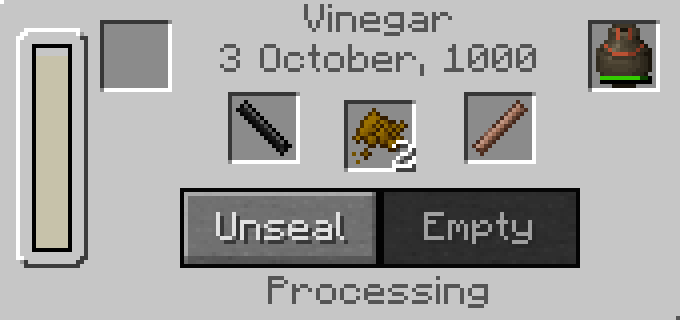 Vinegar
3 October, 1000
2
Unseal
Empty
Processing